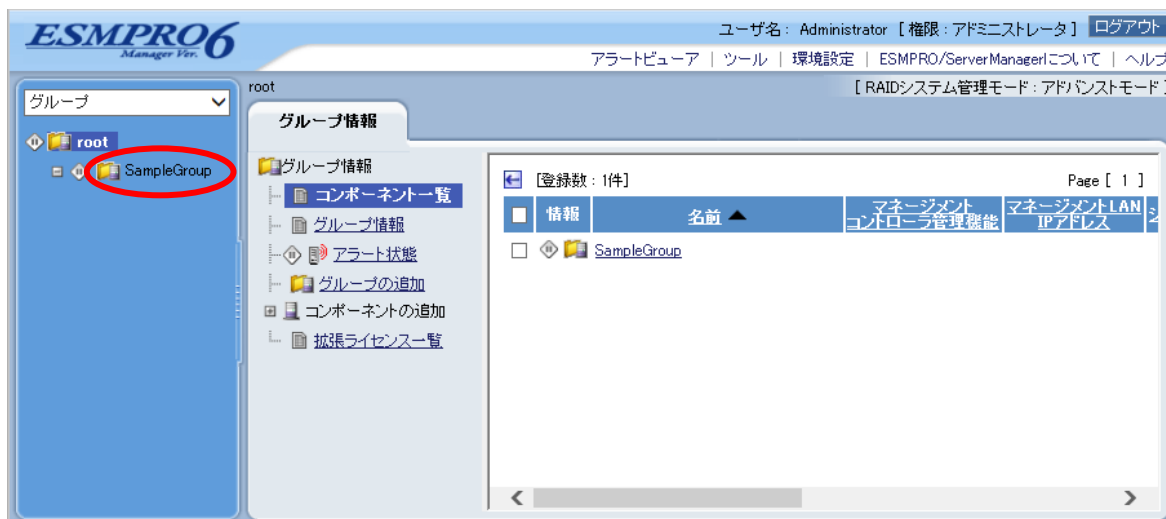 ESMPRO6
Manager Ver.
ユーザ名： Administrator [ 権限：アドミニストレータ ] ログアウト
アラートビューア | ツール | 環境設定 | ESMPRO/ServerManagerについて | ヘルプ
グループ
root
SampleGroup
root
[ RAIDシステム管理モード：アドバンストモード ]
グループ情報
グループ情報
コンポーネント一覧
グループ情報
アラート状態
グループの追加
コンポーネントの追加
拡張ライセンス一覧
[登録数：1件]
Page [ 1 ]
情報 名前▲ マネージメント
コントローラ管理機能 マネージメントLAN
IPアドレス
SampleGroup